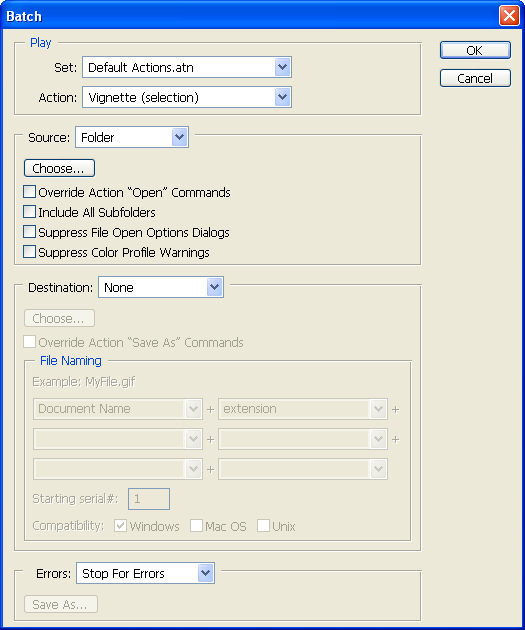 Batch
Play
OK
Set: Default Actions.atn
Cancel
Action: Vignette (selection)
Source: Folder
Choose...
Override Action “Open” Commands
Include All Subfolders
Suppress File Open Options Dialogs
Suppress Color Profile Warnings
Destination: None
Choose...
Override Action “Save As” Commands
File Naming
Example: MyFile.gif
Document Name + extension +
+ +
+
Starting serial#: 1
Compatibility: Windows Mac OS Unix
Errors: Stop For Errors
Save As...